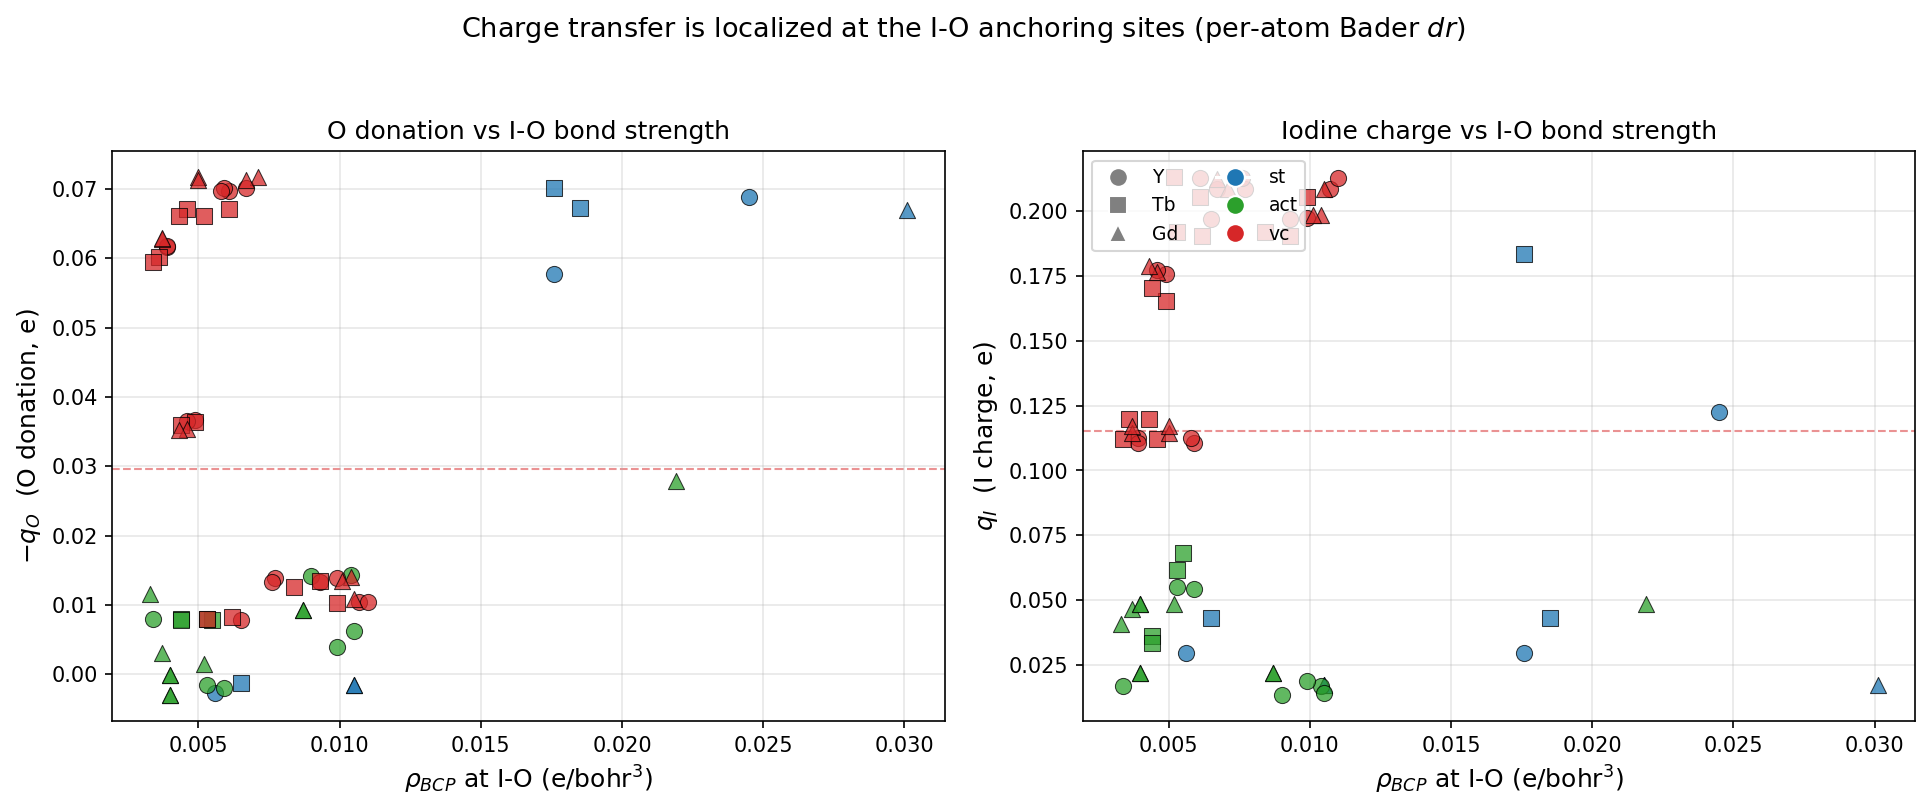 Charge transfer is localized at the I-O anchoring sites (per-atom Bader dr)
O donation vs I-O bond strength
−q_O (O donation, e)
0.07
0.06
0.05
0.04
0.03
0.02
0.01
0.00
0.005 0.010 0.015 0.020 0.025 0.030
ρ_BCP at I-O (e/bohr³)
Iodine charge vs I-O bond strength
q_I (I charge, e)
0.200
0.175
0.150
0.125
0.100
0.075
0.050
0.025
Y st
Tb act
Gd vc
0.005 0.010 0.015 0.020 0.025 0.030
ρ_BCP at I-O (e/bohr³)